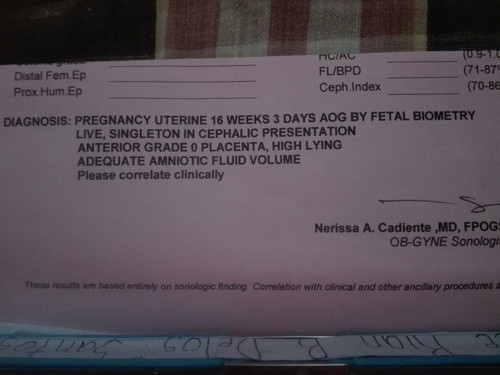 HC/AC (0.9-1.0
Distal Fem.Ep FL/BPD (71-87%
Prox.Hum.Ep Ceph.Index (70-86
DIAGNOSIS: PREGNANCY UTERINE 16 WEEKS 3 DAYS AOG BY FETAL BIOMETRY
LIVE, SINGLETON IN CEPHALIC PRESENTATION
ANTERIOR GRADE 0 PLACENTA, HIGH LYING
ADEQUATE AMNIOTIC FLUID VOLUME
Please correlate clinically
Nerissa A. Cadiente ,MD, FPOGS
OB-GYNE Sonologi
These results are based entirely on sonologic finding. Correlation with clinical and other ancillary procedures a
B Delos Santos